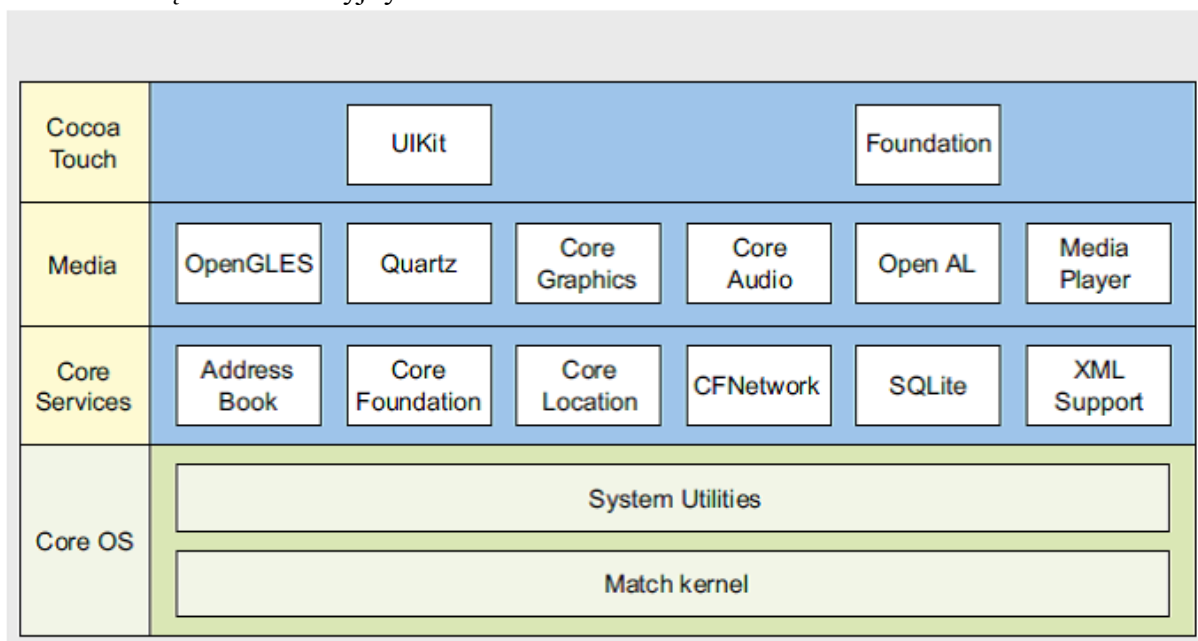 Cocoa
Touch
UIKit
Foundation
Media
OpenGLES
Quartz
Core
Graphics
Core
Audio
Open AL
Media
Player
Core
Services
Address
Book
Core
Foundation
Core
Location
CFNetwork
SQLite
XML
Support
Core OS
System Utilities
Match kernel